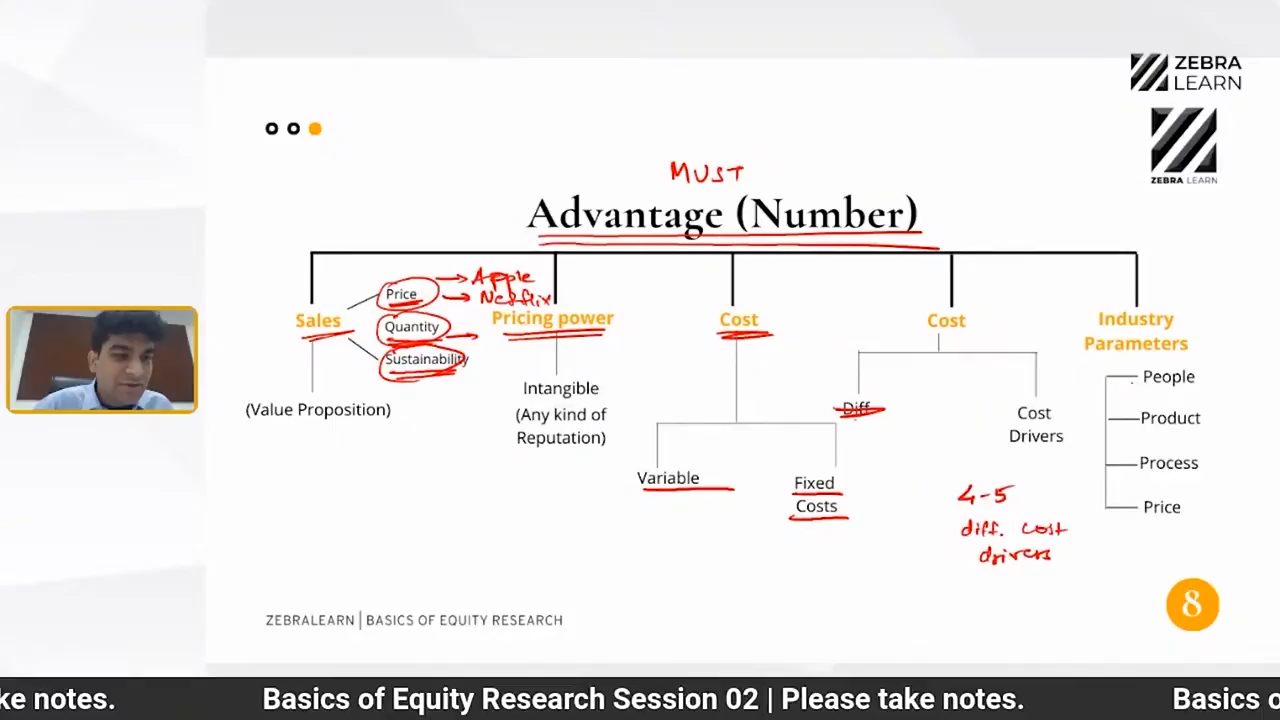 ZEBRA
LEARN
ZEBRA LEARN
MUST
Advantage (Number)
Sales
Price
→ Apple
→ Netflix
Quantity
Sustainability
(Value Proposition)
Pricing power
Intangible
(Any kind of
Reputation)
Cost
Variable
Fixed
Costs
Cost
Diff
Cost
Drivers
4-5
diff. cost
drivers
Industry
Parameters
People
Product
Process
Price
8
ZEBRALEARN | BASICS OF EQUITY RESEARCH
ke notes. Basics of Equity Research Session 02 | Please take notes. Basics o